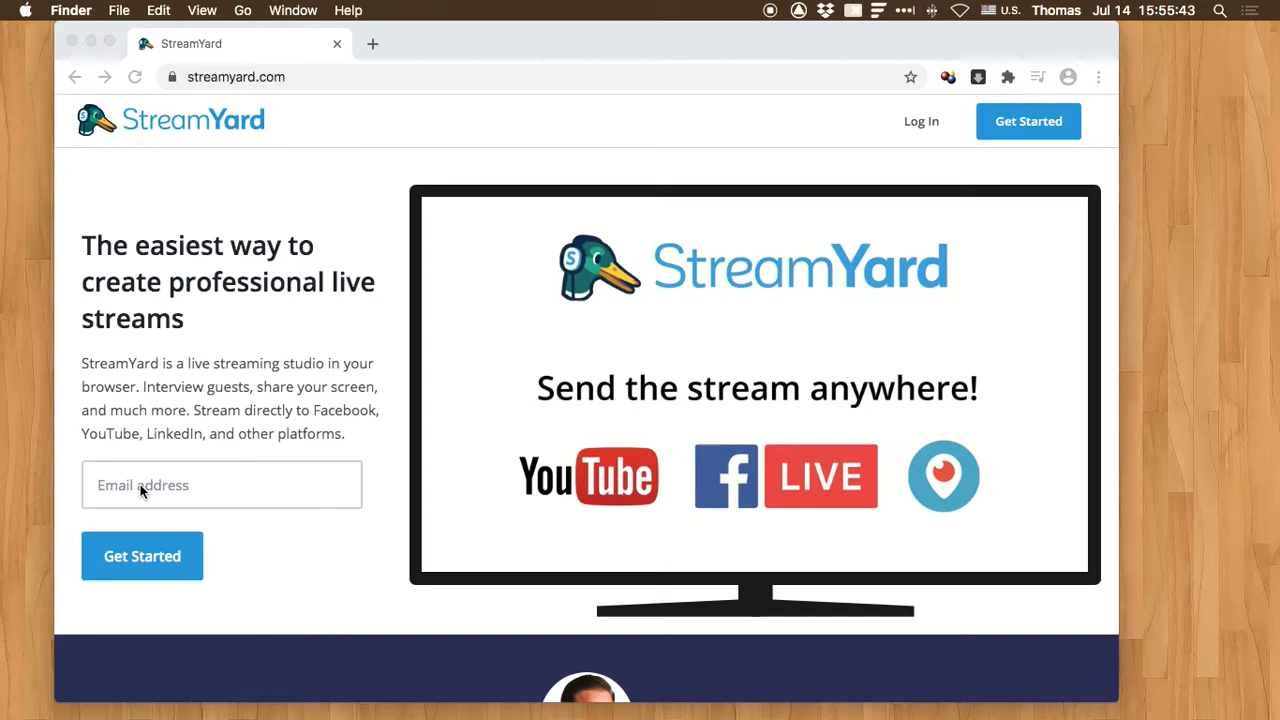 Finder File Edit View Go Window Help U.S. Thomas Jul 14 15:55:43
StreamYard
streamyard.com
StreamYard
Log In
Get Started
The easiest way to
create professional live
streams
StreamYard is a live streaming studio in your
browser. Interview guests, share your screen,
and much more. Stream directly to Facebook,
YouTube, LinkedIn, and other platforms.
Email address
Get Started
S StreamYard
Send the stream anywhere!
YouTube f LIVE